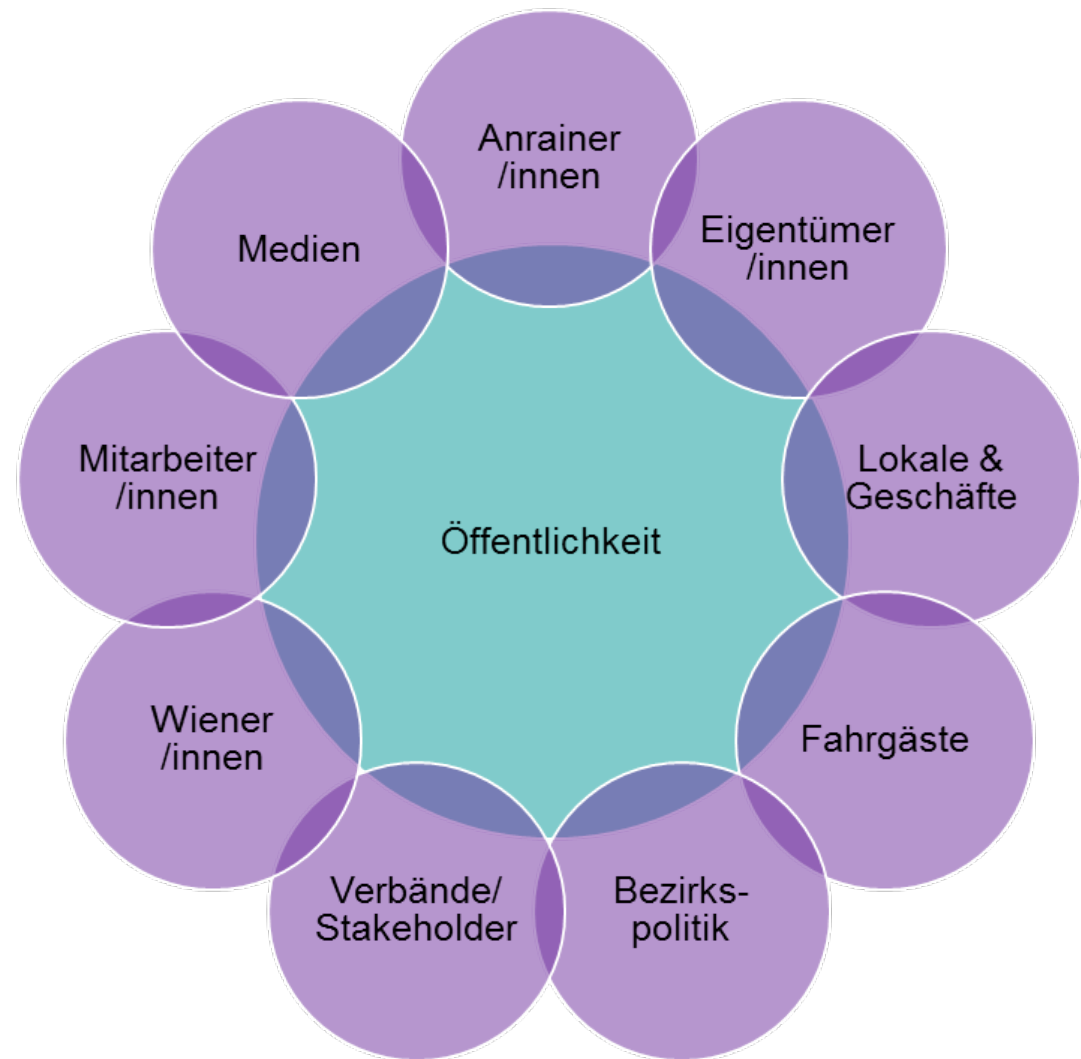 Anrainer
/innen
Eigentümer
/innen
Lokale &
Geschäfte
Fahrgäste
Bezirks-
politik
Verbände/
Stakeholder
Wiener
/innen
Mitarbeiter
/innen
Medien
Öffentlichkeit